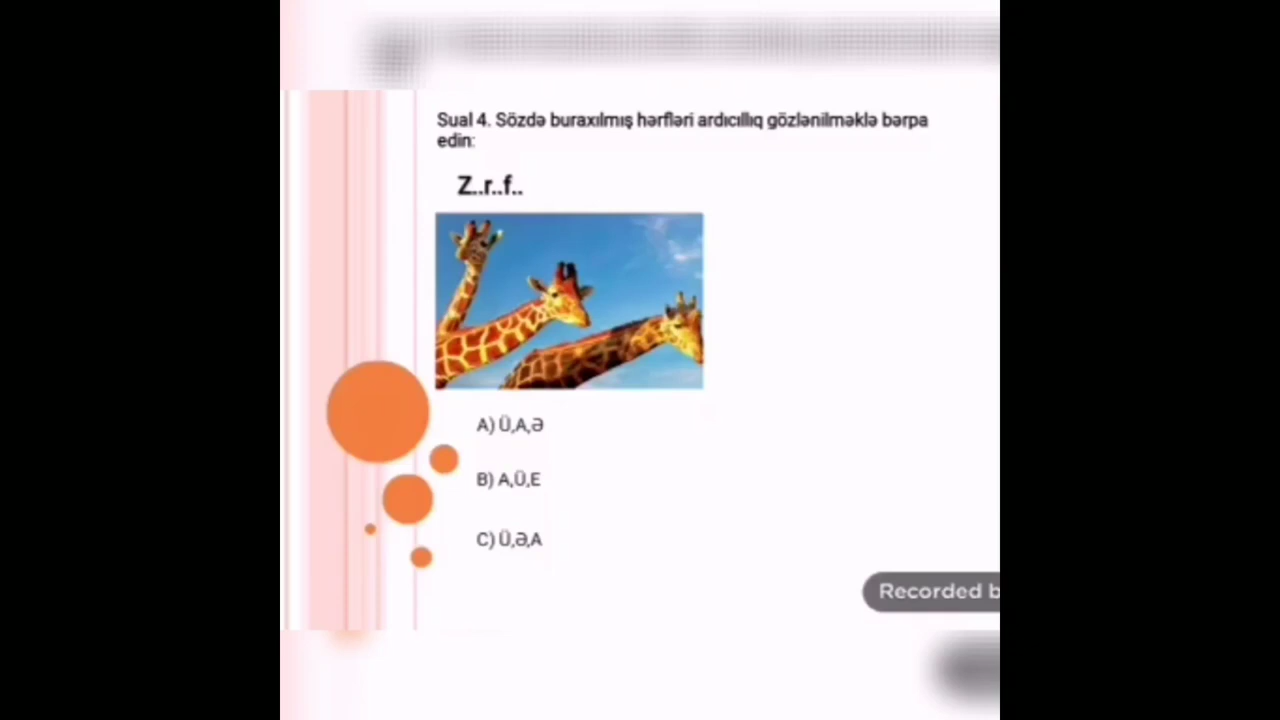 Sual 4. Sözdə buraxılmış hərfləri ardıcıllıq gözlənilməklə bərpa
edin:
Z..r..f..
A) Ü,A,Ə
B) A,Ü,E
C) Ü,Ə,A
Recorded b